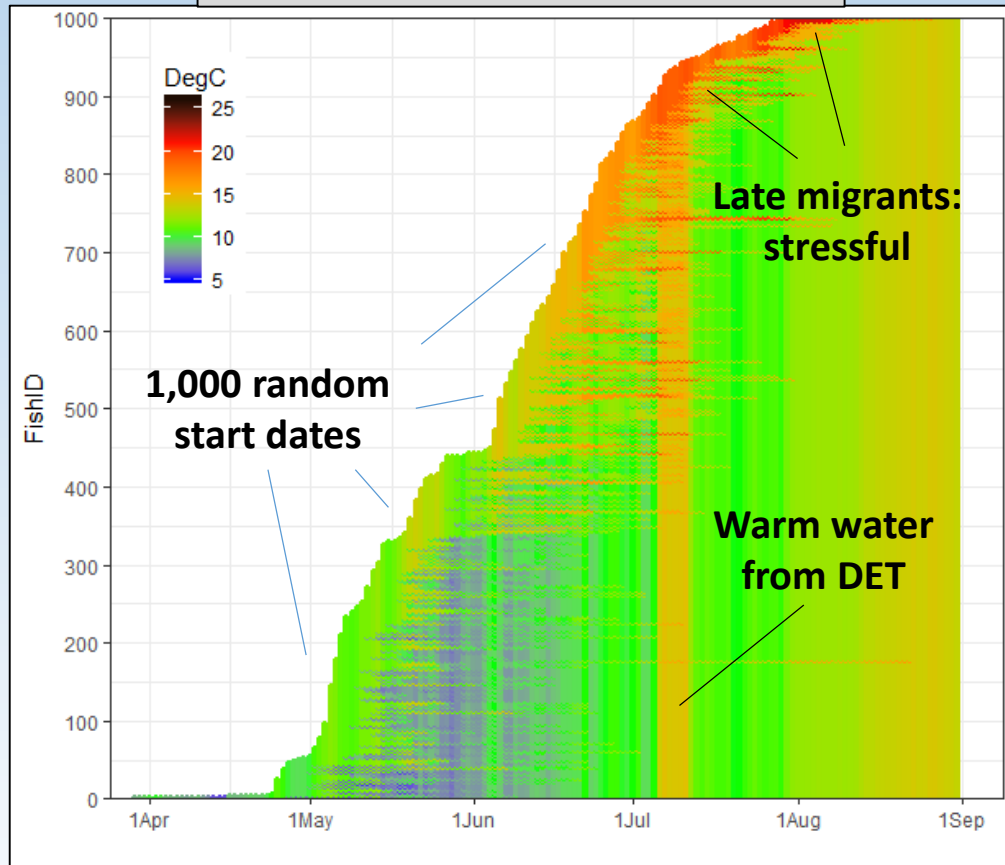 1000
900
800
700
600
500
400
300
200
100
0
FishID
DegC
25
20
15
10
5
Late migrants:
stressful
1,000 random
start dates
Warm water
from DET
1Apr
1May
1Jun
1Jul
1Aug
1Sep